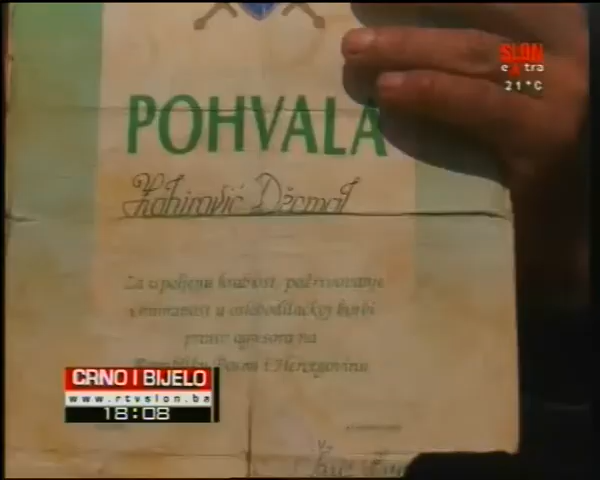 SLON
extra
21°C
POHVALA
Džemal
Za ispoljenu hrabrost, požrtvovanje
i umiješnost u oslobodilačkoj borbi
protiv agresora na
Republiku Bosnu i Hercegovinu
CRNO I BIJELO
www.rtvslon.ba
18:08